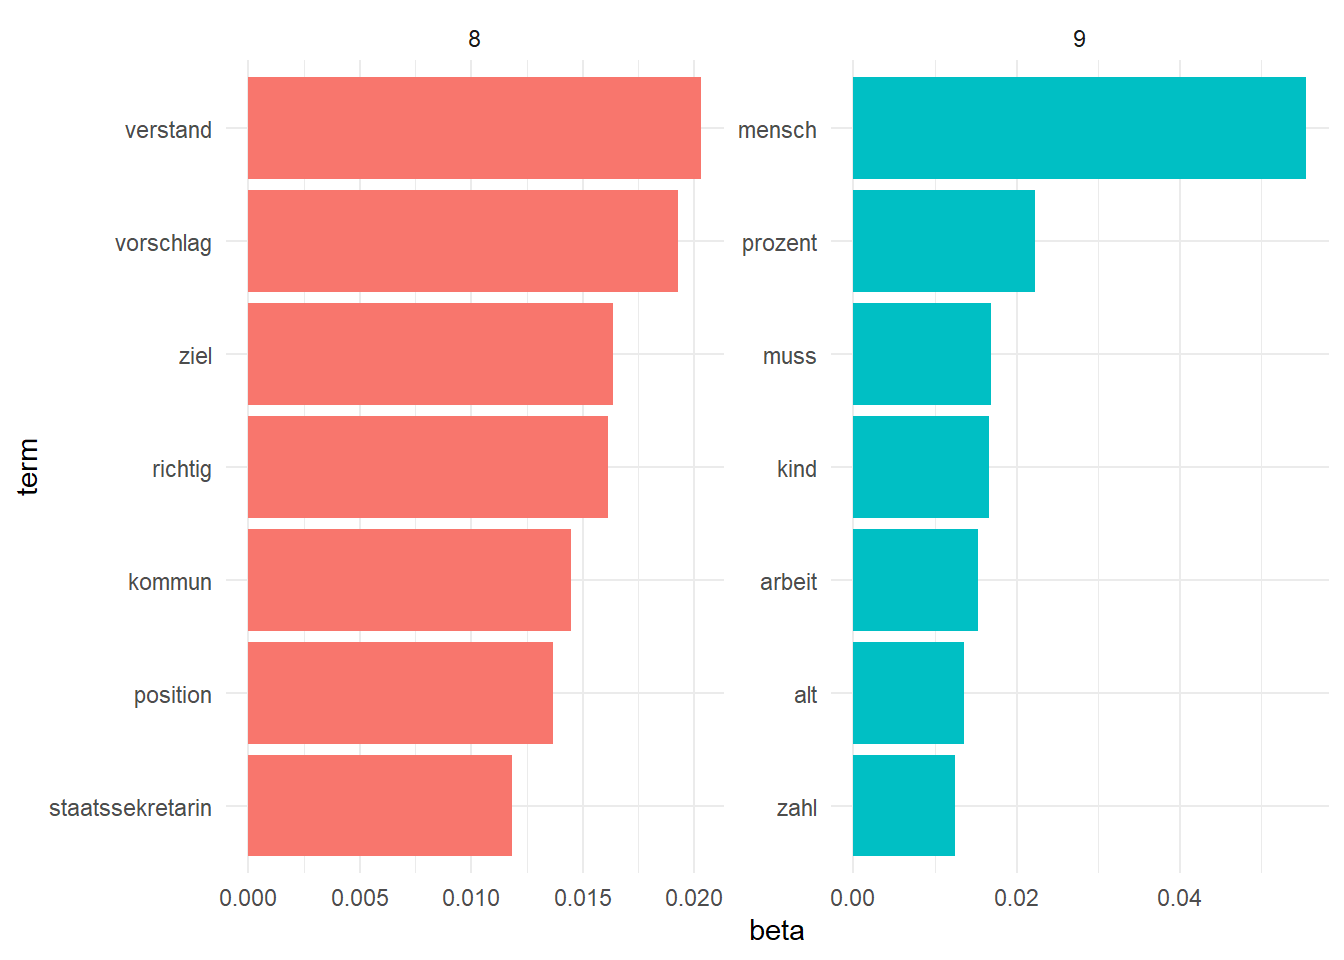 8
9
verstand
vorschlag
ziel
richtig
kommun
position
staatssekretarin
mensch
prozent
muss
kind
arbeit
alt
zahl
term
0.000 0.005 0.010 0.015 0.020
0.00 0.02 0.04
beta